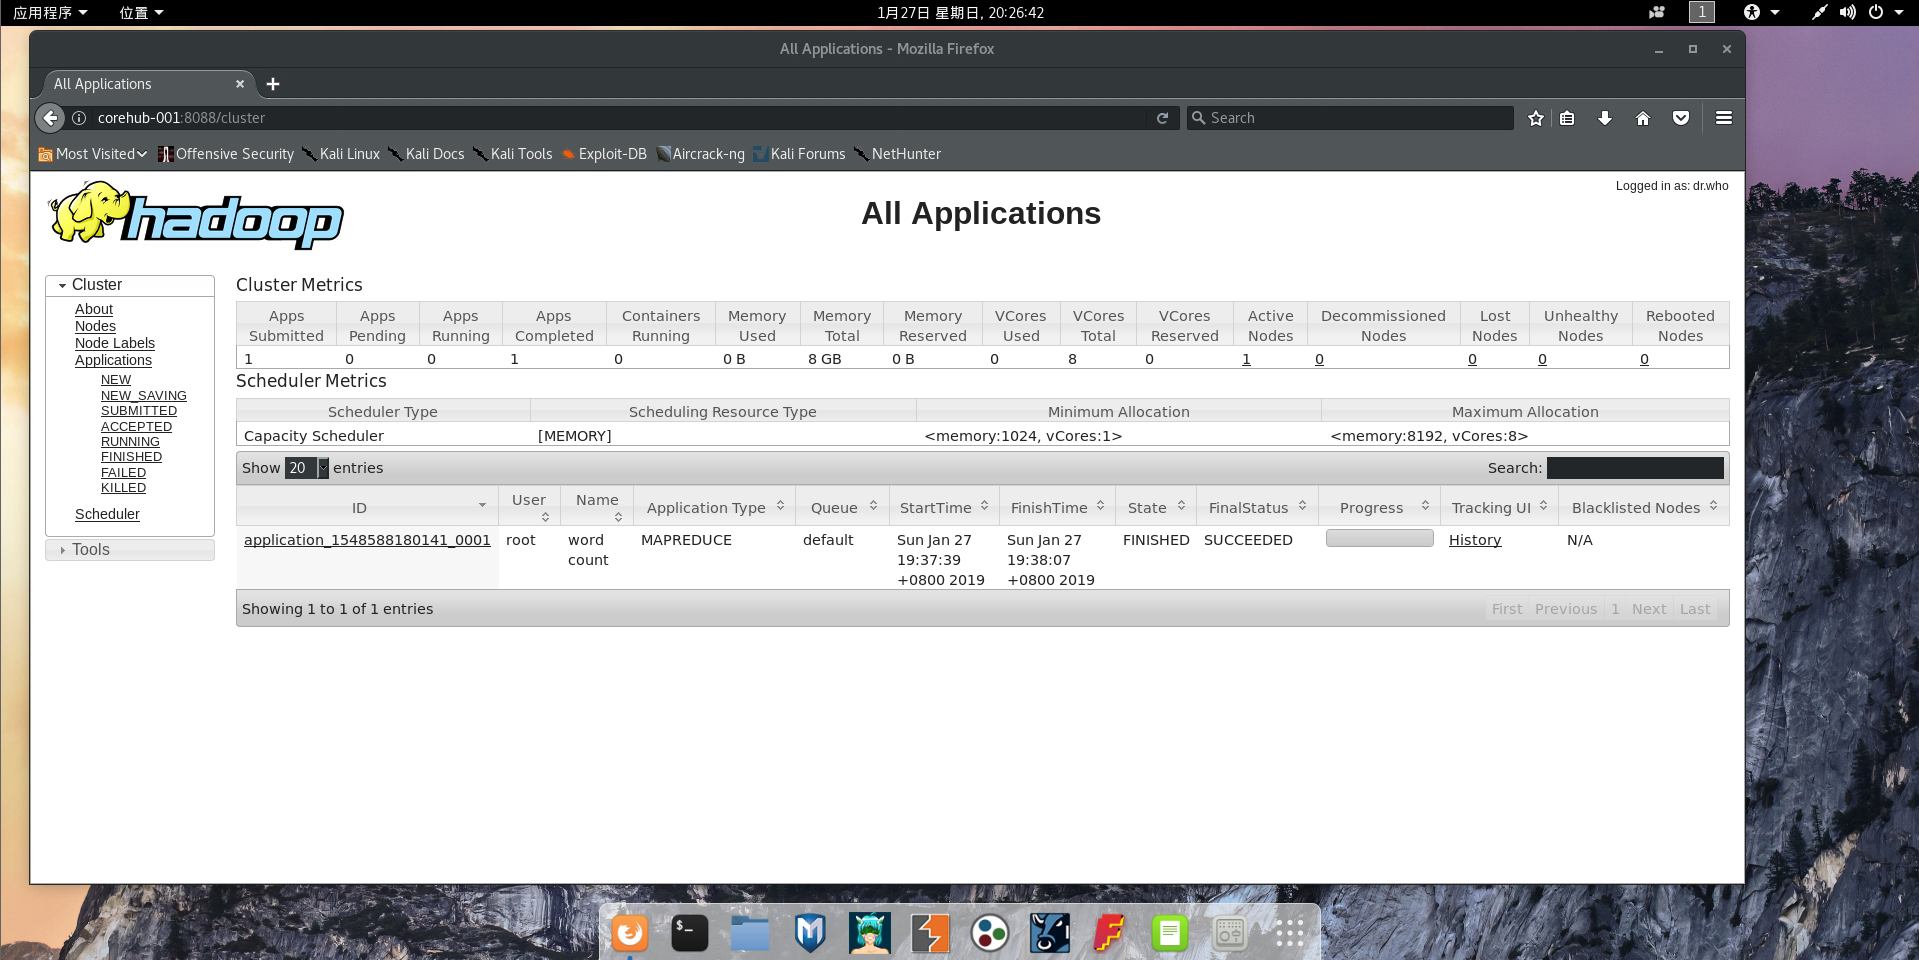 应用程序 位置 1月27日 星期日, 20:26:42 1
All Applications - Mozilla Firefox
All Applications
corehub-001:8088/cluster Search
Most Visited Offensive Security Kali Linux Kali Docs Kali Tools Exploit-DB Aircrack-ng Kali Forums NetHunter
Logged in as: dr.who
hadoop
All Applications
Cluster
About
Nodes
Node Labels
Applications
NEW
NEW_SAVING
SUBMITTED
ACCEPTED
RUNNING
FINISHED
FAILED
KILLED
Scheduler
Tools
Cluster Metrics
Apps Submitted Apps Pending Apps Running Apps Completed Containers Running Memory Used Memory Total Memory Reserved VCores Used VCores Total VCores Reserved Active Nodes Decommissioned Nodes Lost Nodes Unhealthy Nodes Rebooted Nodes
1 0 0 1 0 0 B 8 GB 0 B 0 8 0 1 0 0 0 0
Scheduler Metrics
Scheduler Type Scheduling Resource Type Minimum Allocation Maximum Allocation
Capacity Scheduler [MEMORY] <memory:1024, vCores:1> <memory:8192, vCores:8>
Show 20 entries Search:
ID User Name Application Type Queue StartTime FinishTime State FinalStatus Progress Tracking UI Blacklisted Nodes
application_1548588180141_0001 root word count MAPREDUCE default Sun Jan 27 19:37:39 +0800 2019 Sun Jan 27 19:38:07 +0800 2019 FINISHED SUCCEEDED History N/A
Showing 1 to 1 of 1 entries First Previous 1 Next Last